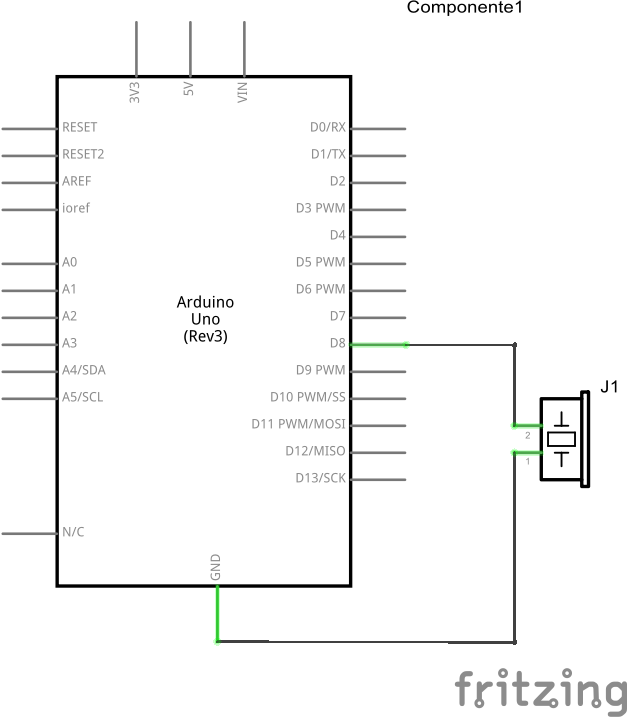 Componente1
3V3
5V
VIN
RESET
RESET2
AREF
ioref
A0
A1
A2
A3
A4/SDA
A5/SCL
N/C
Arduino
Uno
(Rev3)
D0/RX
D1/TX
D2
D3 PWM
D4
D5 PWM
D6 PWM
D7
D8
D9 PWM
D10 PWM/SS
D11 PWM/MOSI
D12/MISO
D13/SCK
GND
J1
2
1
fritzing